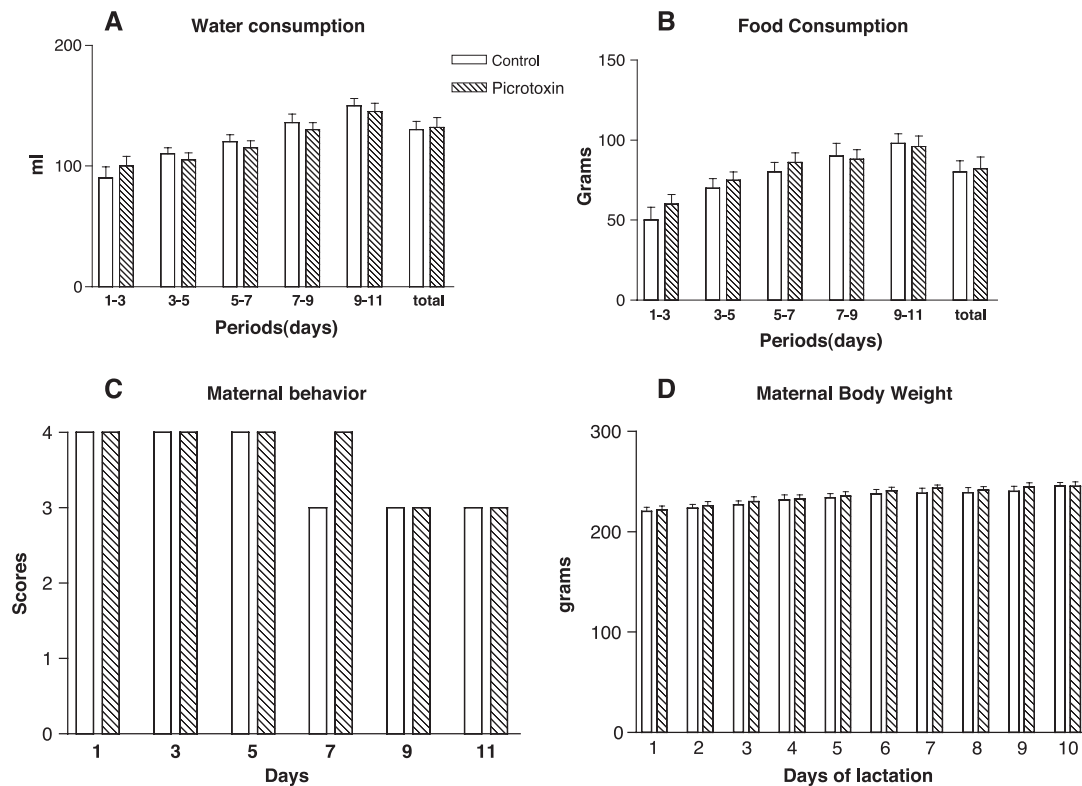 A
Water consumption
200
100
0
ml
1-3 3-5 5-7 7-9 9-11 total
Periods(days)
Control
Picrotoxin
B
Food Consumption
150
100
50
0
Grams
1-3 3-5 5-7 7-9 9-11 total
Periods(days)
C
Maternal behavior
4
3
2
1
0
Scores
1 3 5 7 9 11
Days
D
Maternal Body Weight
300
200
100
0
grams
1 2 3 4 5 6 7 8 9 10
Days of lactation